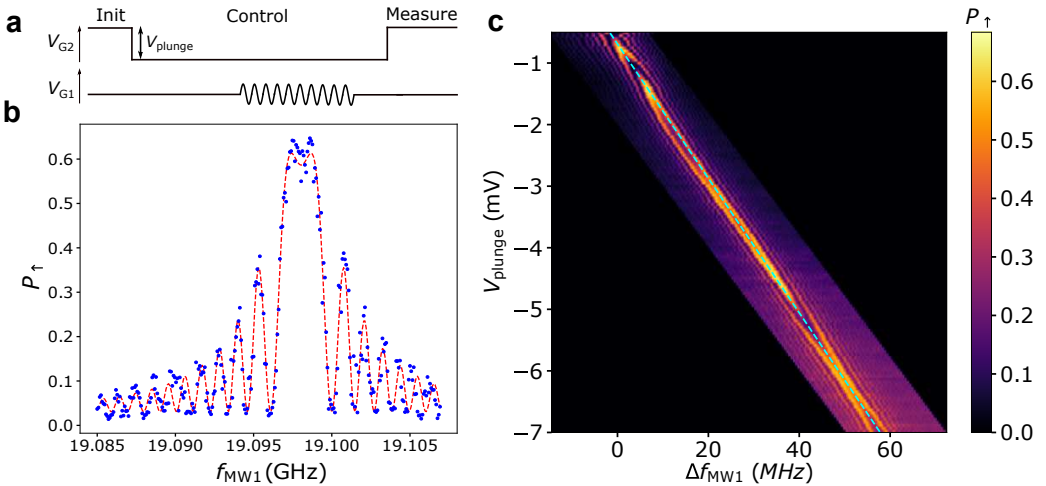 a
Init
Control
Measure
V_G2
V_plunge
V_G1
b
P↑
0.6
0.5
0.4
0.3
0.2
0.1
0.0
19.085
19.090
19.095
19.100
19.105
f_MW1 (GHz)
c
V_plunge (mV)
−1
−2
−3
−4
−5
−6
−7
0
20
40
60
Δf_MW1 (MHz)
P↑
0.6
0.5
0.4
0.3
0.2
0.1
0.0